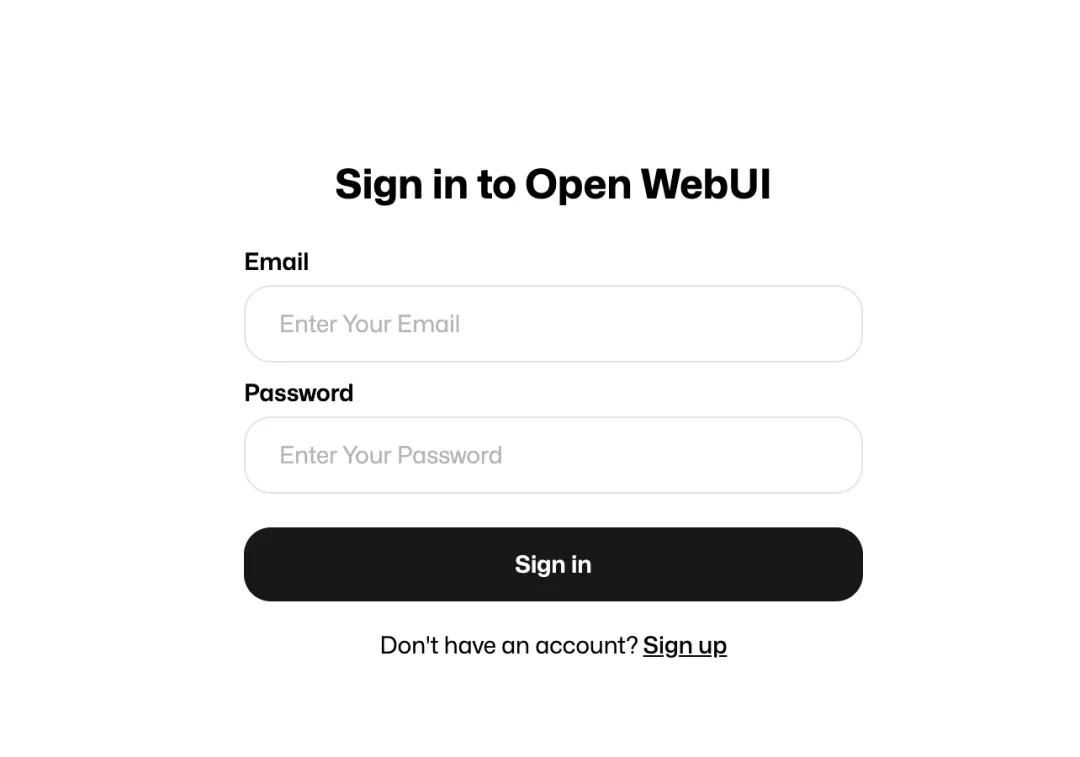 Sign in to Open WebUI
Email
Enter Your Email
Password
Enter Your Password
Sign in
Don't have an account? Sign up